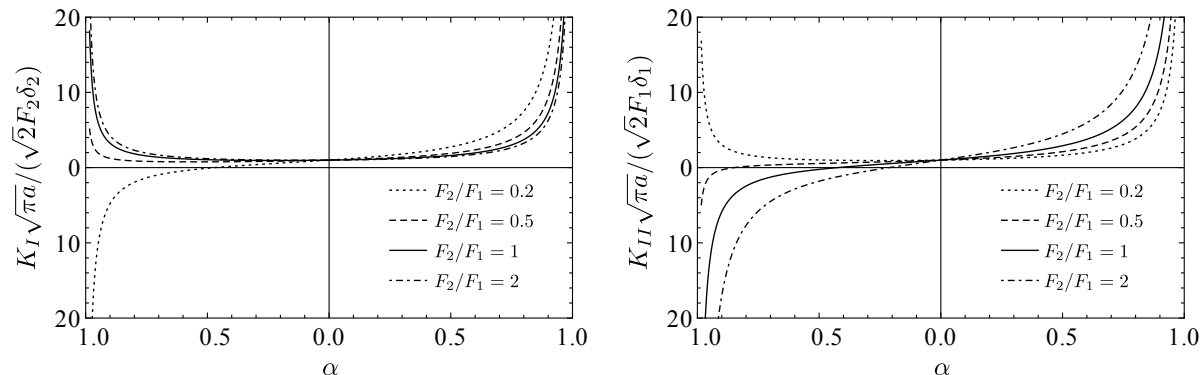 20
10
0
10
20
1.0 0.5 0.0 0.5 1.0
α
K_I√πa/(√2F_2δ_2)
F_2/F_1 = 0.2
F_2/F_1 = 0.5
F_2/F_1 = 1
F_2/F_1 = 2
20
10
0
10
20
1.0 0.5 0.0 0.5 1.0
α
K_{II}√πa/(√2F_1δ_1)
F_2/F_1 = 0.2
F_2/F_1 = 0.5
F_2/F_1 = 1
F_2/F_1 = 2